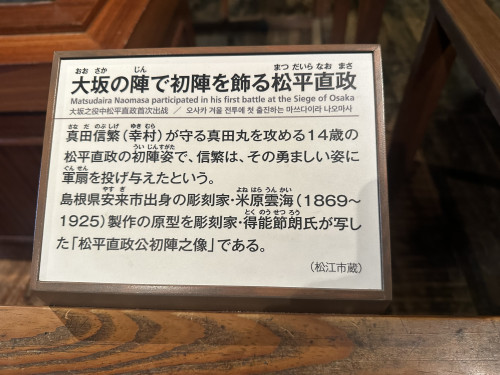 おお さか じん うい じん かざ まつ だいら なお まさ
大坂の陣で初陣を飾る松平直政
Matsudaira Naomasa participated in his first battle at the Siege of Osaka
大坂之役中松平直政首次出战 ／ 오사카 겨울 전투에 첫 출진하는 마쓰다이라 나오마사
さな だ のぶ しげ ゆき むら
真田信繁（幸村）が守る真田丸を攻める14歳の
ういじんすがた
松平直政の初陣姿で、信繁は、その勇ましい姿に
ぐんせん
軍扇を投げ与えたという。
やす ぎ よね はら うん かい
島根県安来市出身の彫刻家・米原雲海（1869〜
とく のう せつ ろう
1925）製作の原型を彫刻家・得能節朗氏が写し
た「松平直政公初陣之像」である。
（松江市蔵）